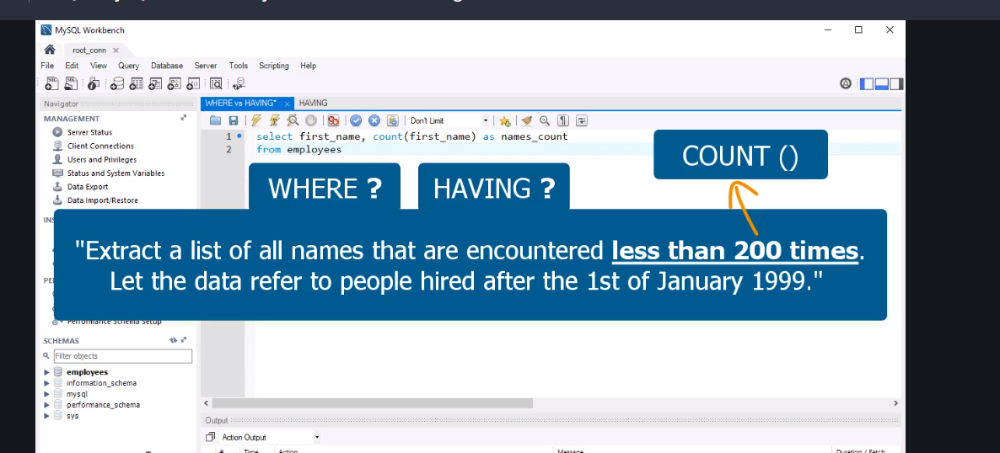 MySQL Workbench
root_conn
File Edit View Query Database Server Tools Scripting Help
Navigator
MANAGEMENT
Server Status
Client Connections
Users and Privileges
Status and System Variables
Data Export
Data Import/Restore
WHERE vs HAVING*
HAVING
Don't Limit
1 select first_name, count(first_name) as names_count
2 from employees
COUNT ()
WHERE ?
HAVING ?
"Extract a list of all names that are encountered less than 200 times.
Let the data refer to people hired after the 1st of January 1999."
Performance Schema Setup
SCHEMAS
Filter objects
employees
information_schema
mysql
performance_schema
sys
Output
Action Output
# Time Action Message Duration / Fetch